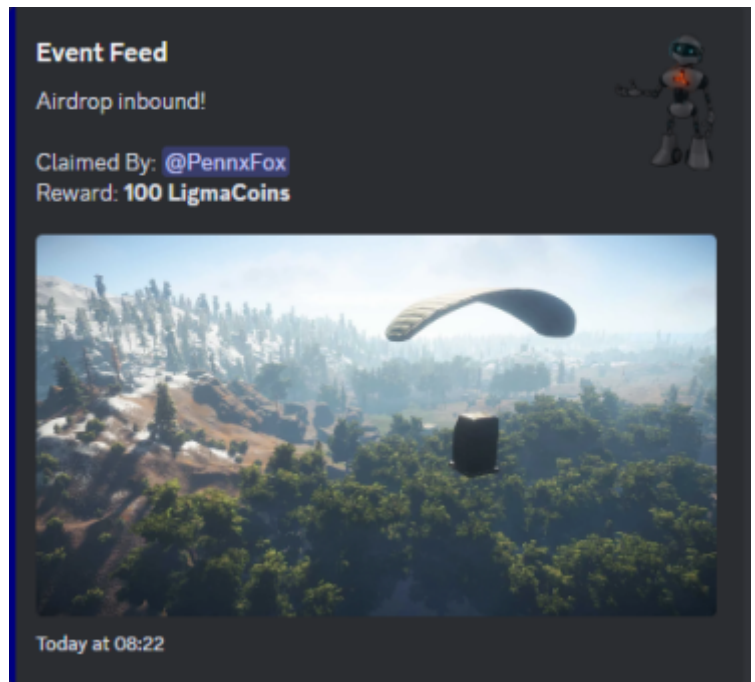 Event Feed
Airdrop inbound!
Claimed By: @PennxFox
Reward: 100 LigmaCoins
Today at 08:22